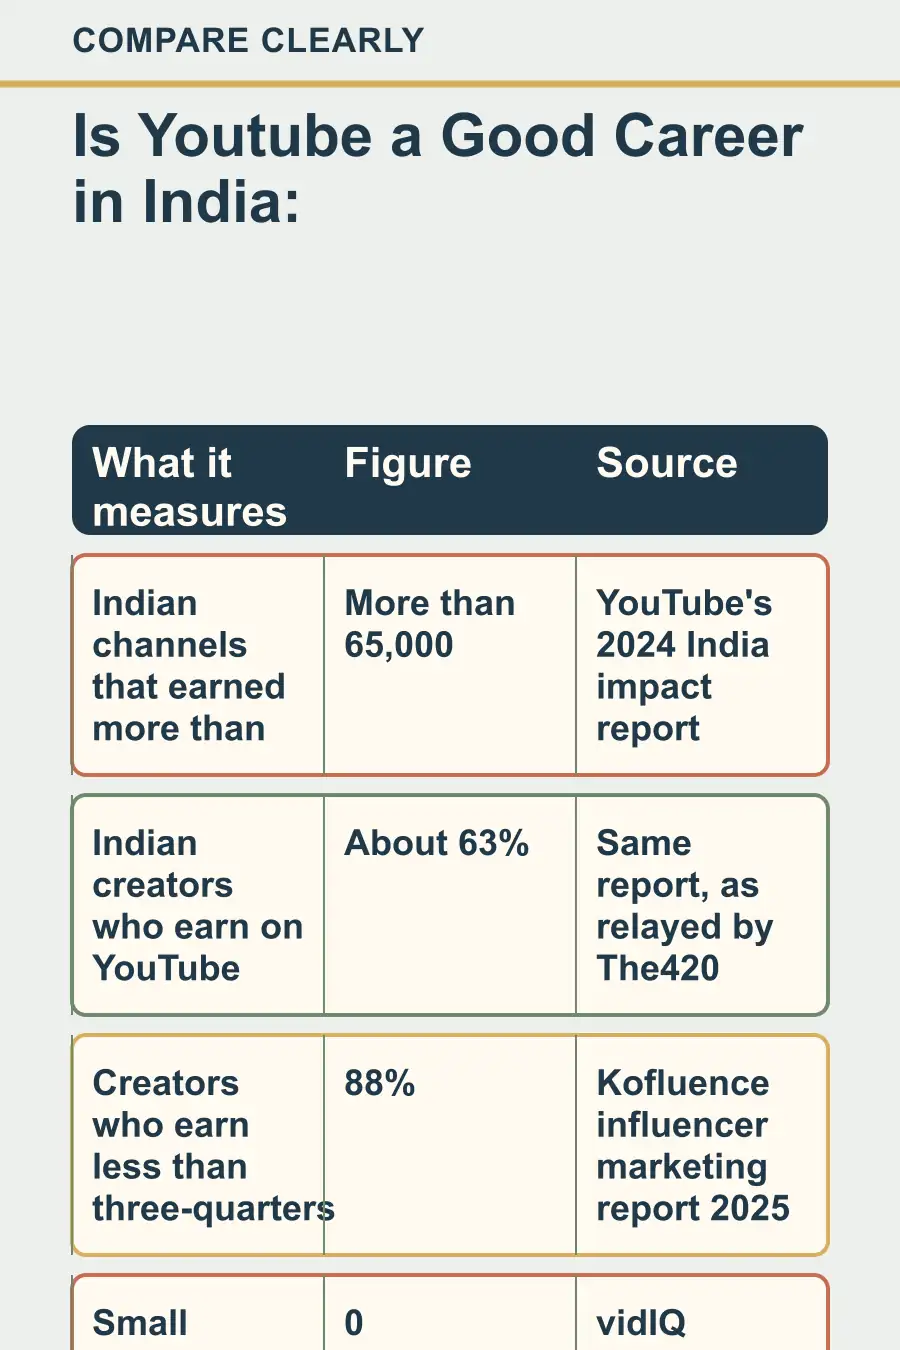 COMPARE CLEARLY
Is Youtube a Good Career
in India:
What it
measures
Figure
Source
Indian
channels
that earned
more than
More than
65,000
YouTube's
2024 India
impact
report
Indian
creators
who earn on
YouTube
About 63%
Same
report, as
relayed by
The420
Creators
who earn
less than
three-quarters
88%
Kofluence
influencer
marketing
report 2025
Small
0
vidIQ